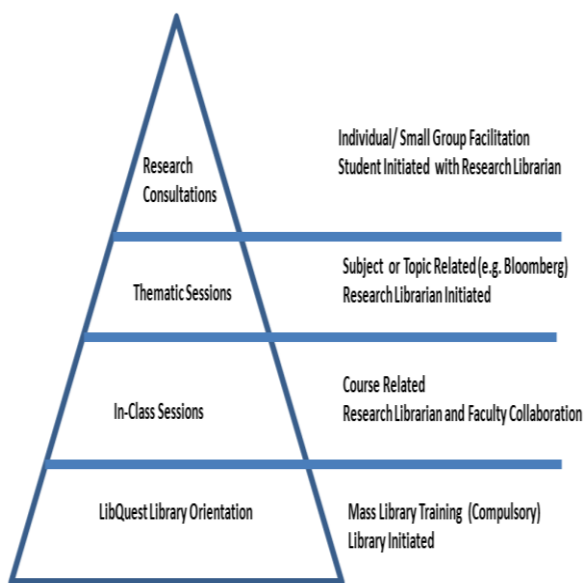 Research
Consultations
Individual/ Small Group Facilitation
Student Initiated with Research Librarian
Thematic Sessions
Subject or Topic Related (e.g. Bloomberg)
Research Librarian Initiated
In-Class Sessions
Course Related
Research Librarian and Faculty Collaboration
LibQuest Library Orientation
Mass Library Training (Compulsory)
Library Initiated